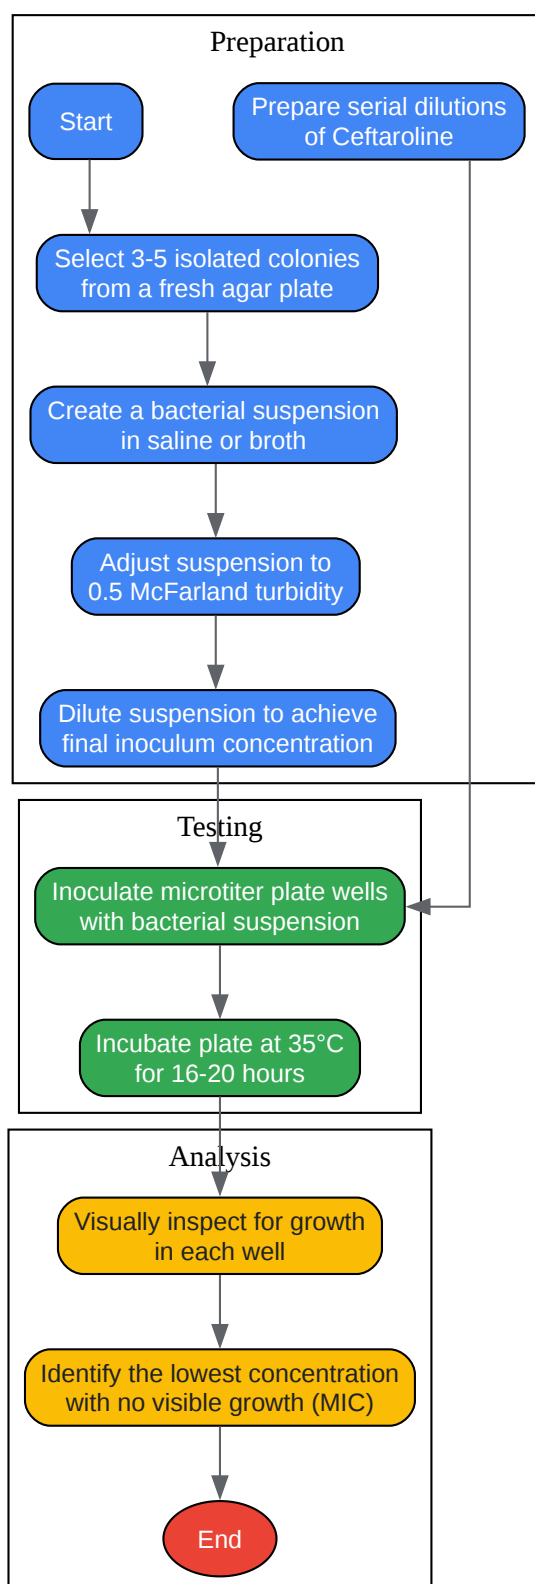 Preparation
Start
Prepare serial dilutions
of Ceftaroline
Select 3-5 isolated colonies
from a fresh agar plate
Create a bacterial suspension
in saline or broth
Adjust suspension to
0.5 McFarland turbidity
Dilute suspension to achieve
final inoculum concentration
Testing
Inoculate microtiter plate wells
with bacterial suspension
Incubate plate at 35°C
for 16-20 hours
Analysis
Visually inspect for growth
in each well
Identify the lowest concentration
with no visible growth (MIC)
End